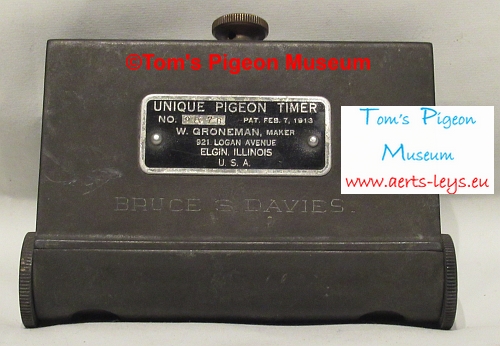 ©Tom's Pigeon Museum
UNIQUE PIGEON TIMER
NO. PAT. FEB. 7, 1913
W. GRONEMAN, MAKER
921 LOGAN AVENUE
ELGIN, ILLINOIS
U. S. A.
Tom's Pigeon
Museum
www.aerts-leys.eu
BRUCE & DAVIES.